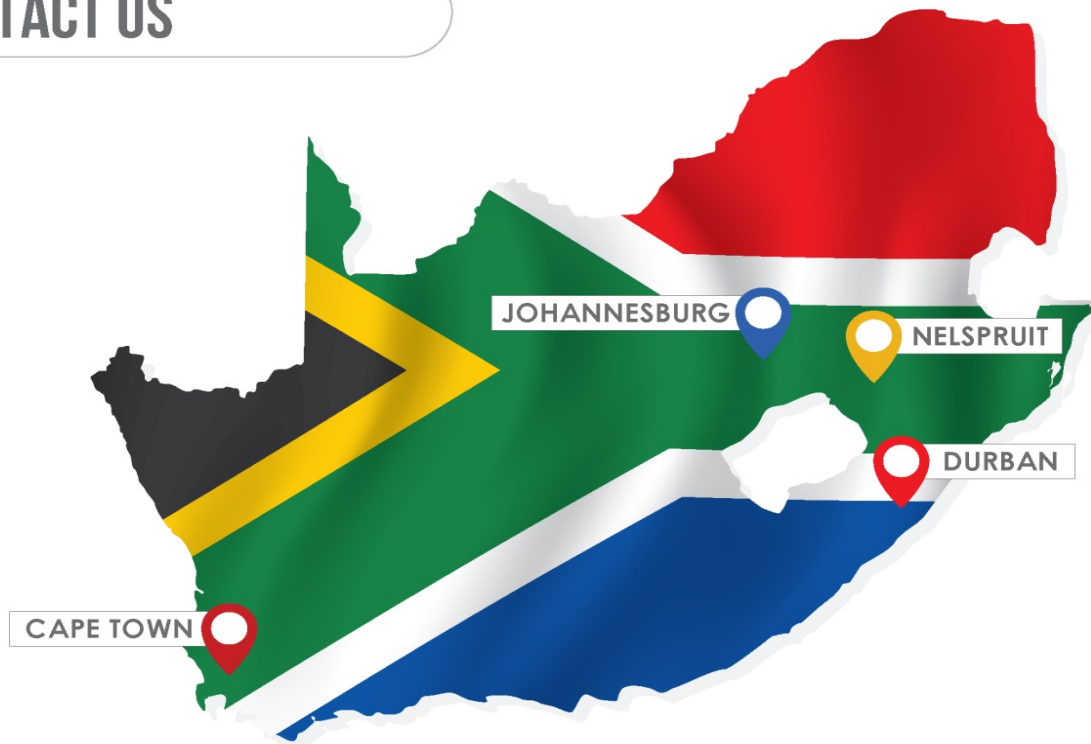 TACT US
JOHANNESBURG
NELSPRUIT
DURBAN
CAPE TOWN